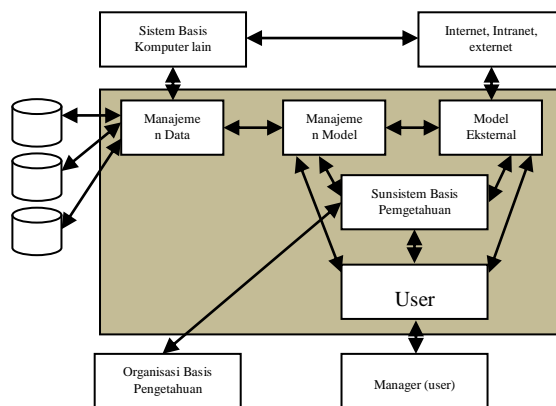 Sistem Basis
Komputer lain
Internet, Intranet,
externet
Manajeme
n Data
Manajeme
n Model
Model
Eksternal
Sunsistem Basis
Pemgetahuan
User
Organisasi Basis
Pengetahuan
Manager (user)